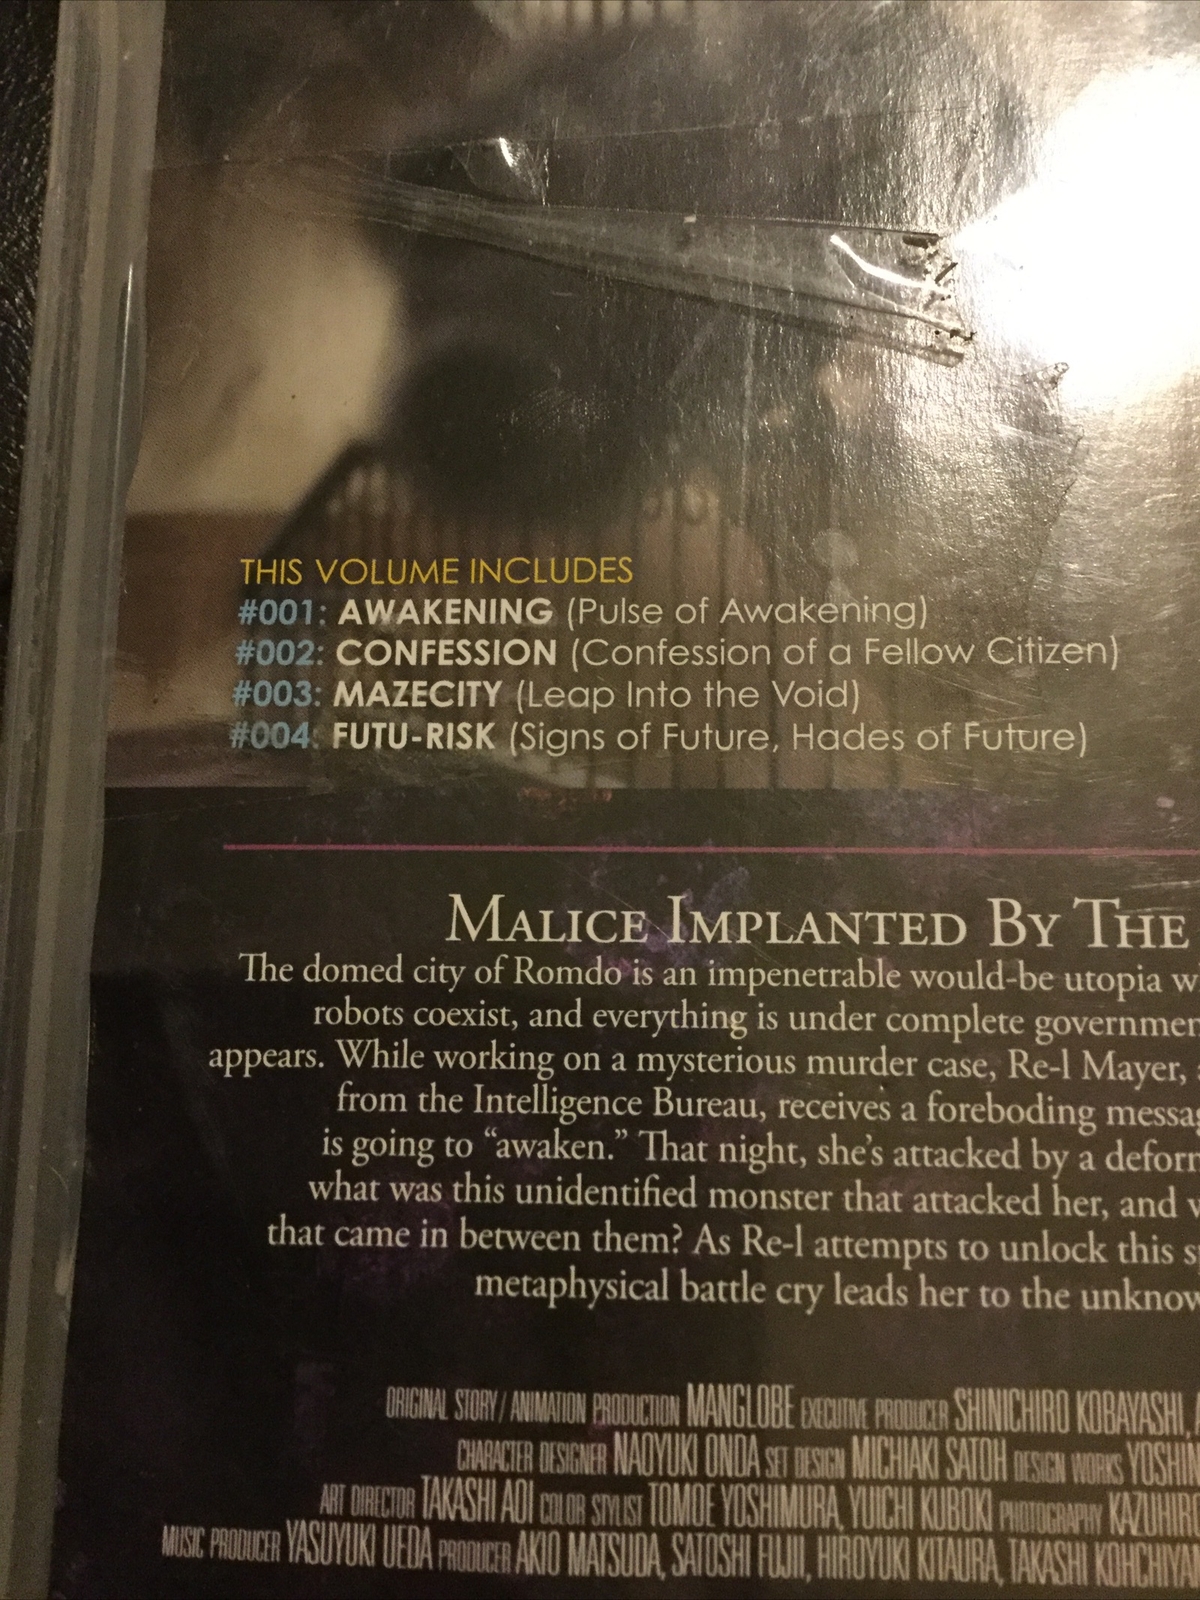 THIS VOLUME INCLUDES
#001: AWAKENING (Pulse of Awakening)
#002: CONFESSION (Confession of a Fellow Citizen)
#003: MAZECITY (Leap Into the Void)
#004: FUTU-RISK (Signs of Future, Hades of Future)
MALICE IMPLANTED BY THE
The domed city of Romdo is an impenetrable would-be utopia
robots coexist, and everything is under complete
appears. While working on a mysterious murder case, Re-l Mayer,
from the Intelligence Bureau, receives a foreboding
is going to “awaken.” That night, she’s attacked by a
what was this unidentified monster that attacked her, and
that came in between them? As Re-l attempts to unlock this
metaphysical battle cry leads her to the
ORIGINAL STORY / ANIMATION PRODUCTION MANGLOBE EXECUTIVE PRODUCER SHINICHIRO KOBAYASHI,
CHARACTER DESIGNER NAOYUKI ONDA SET DESIGN MICHIAKI SATOH DESIGN WORKS
ART DIRECTOR TAKASHI AOI COLOR STYLIST TOMOE YOSHIMURA, YUICHI KUBOKI PHOTOGRAPHY
MUSIC PRODUCER YASUYUKI UEDA PRODUCER AKIO MATSUDA, SATOSHI FUJII, HIROYUKI KITAURA, TAKASHI